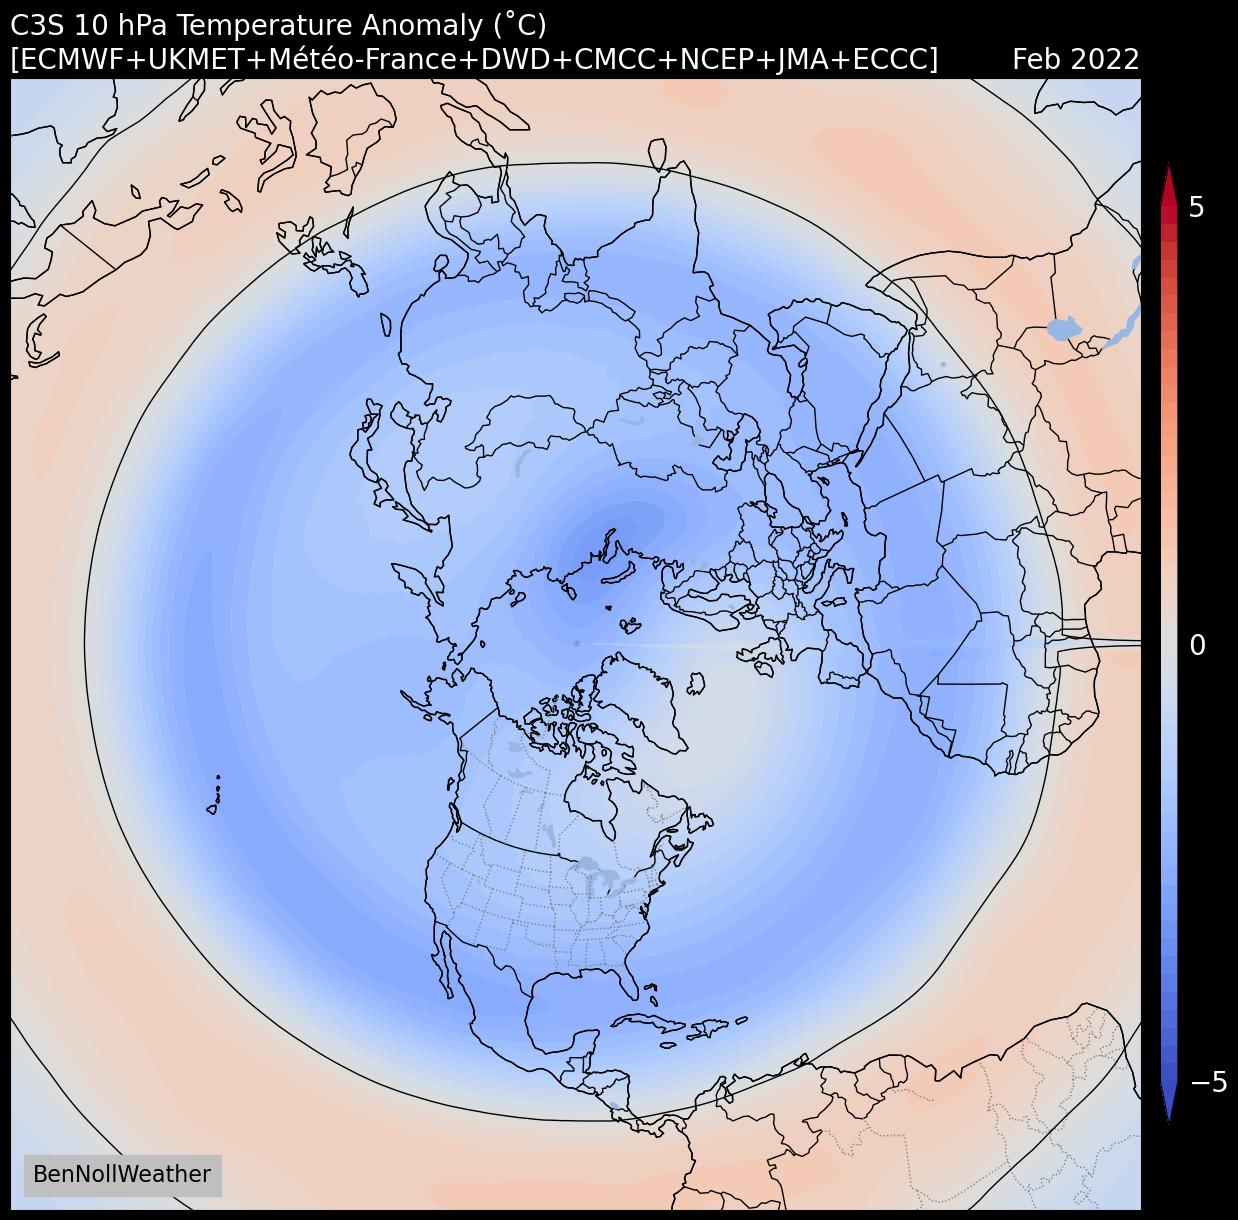 C3S 10 hPa Temperature Anomaly (˚C)
[ECMWF+UKMET+Météo-France+DWD+CMCC+NCEP+JMA+ECCC] Feb 2022
5
0
−5
BenNollWeather